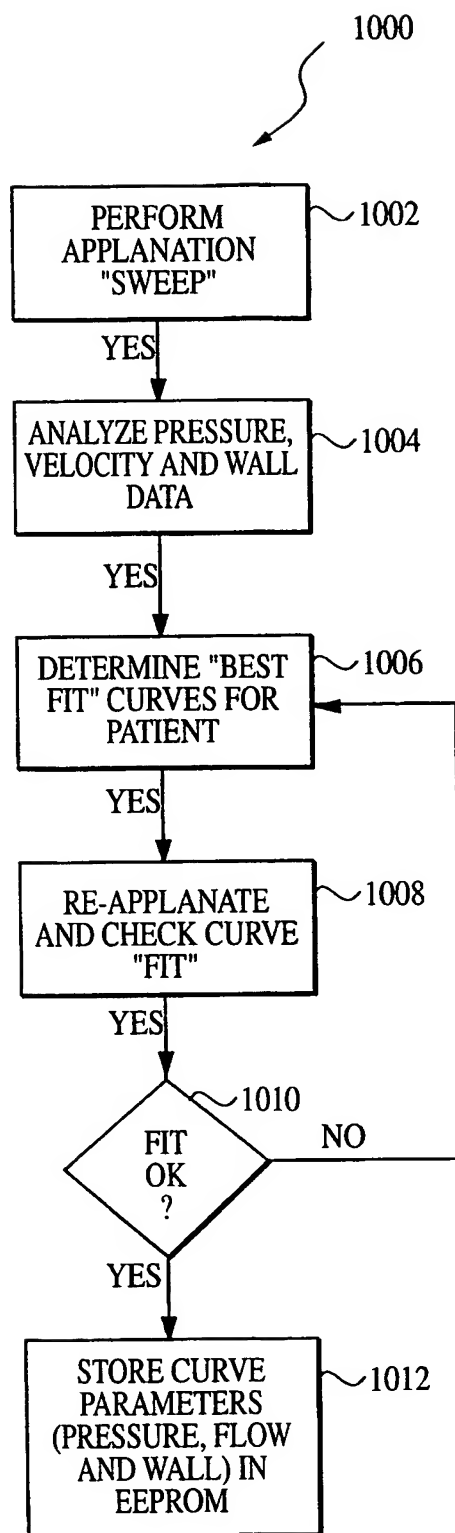 1000
PERFORM
APPLANATION
"SWEEP"
1002
YES
ANALYZE PRESSURE,
VELOCITY AND WALL
DATA
1004
YES
DETERMINE "BEST
FIT" CURVES FOR
PATIENT
1006
YES
RE-APPLANATE
AND CHECK CURVE
"FIT"
1008
YES
1010
FIT
OK
?
NO
YES
STORE CURVE
PARAMETERS
(PRESSURE, FLOW
AND WALL) IN
EEPROM
1012